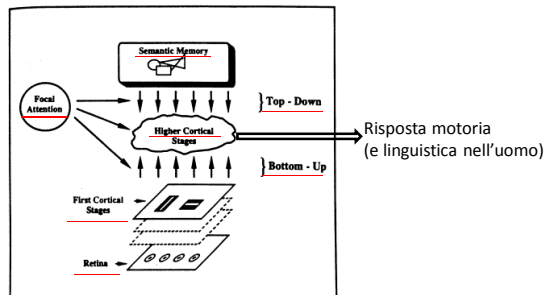 Semantic Memory
Focal
Attention
} Top - Down
Higher Cortical
Stages
Risposta motoria
(e linguistica nell'uomo)
} Bottom - Up
First Cortical
Stages
Retina